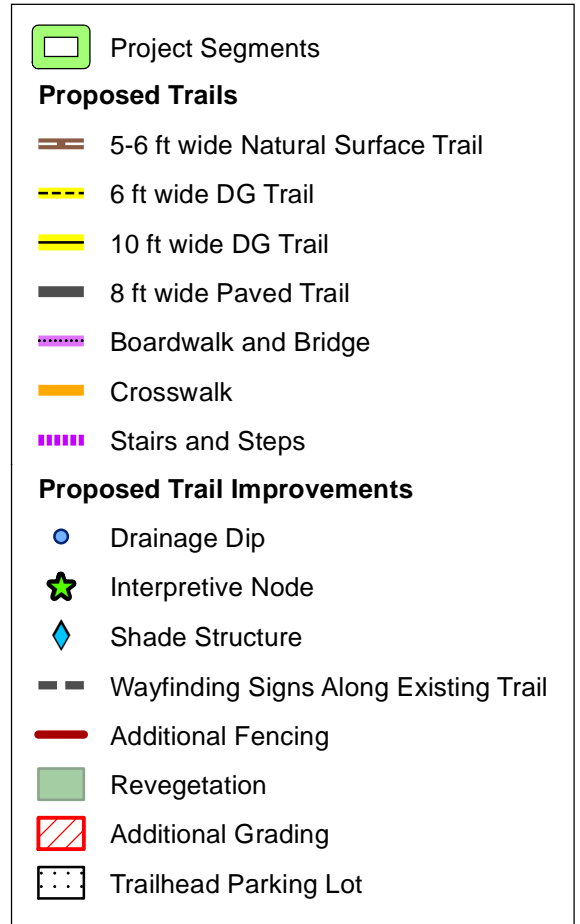 Project Segments
Proposed Trails
5-6 ft wide Natural Surface Trail
6 ft wide DG Trail
10 ft wide DG Trail
8 ft wide Paved Trail
Boardwalk and Bridge
Crosswalk
Stairs and Steps
Proposed Trail Improvements
Drainage Dip
Interpretive Node
Shade Structure
Wayfinding Signs Along Existing Trail
Additional Fencing
Revegetation
Additional Grading
Trailhead Parking Lot